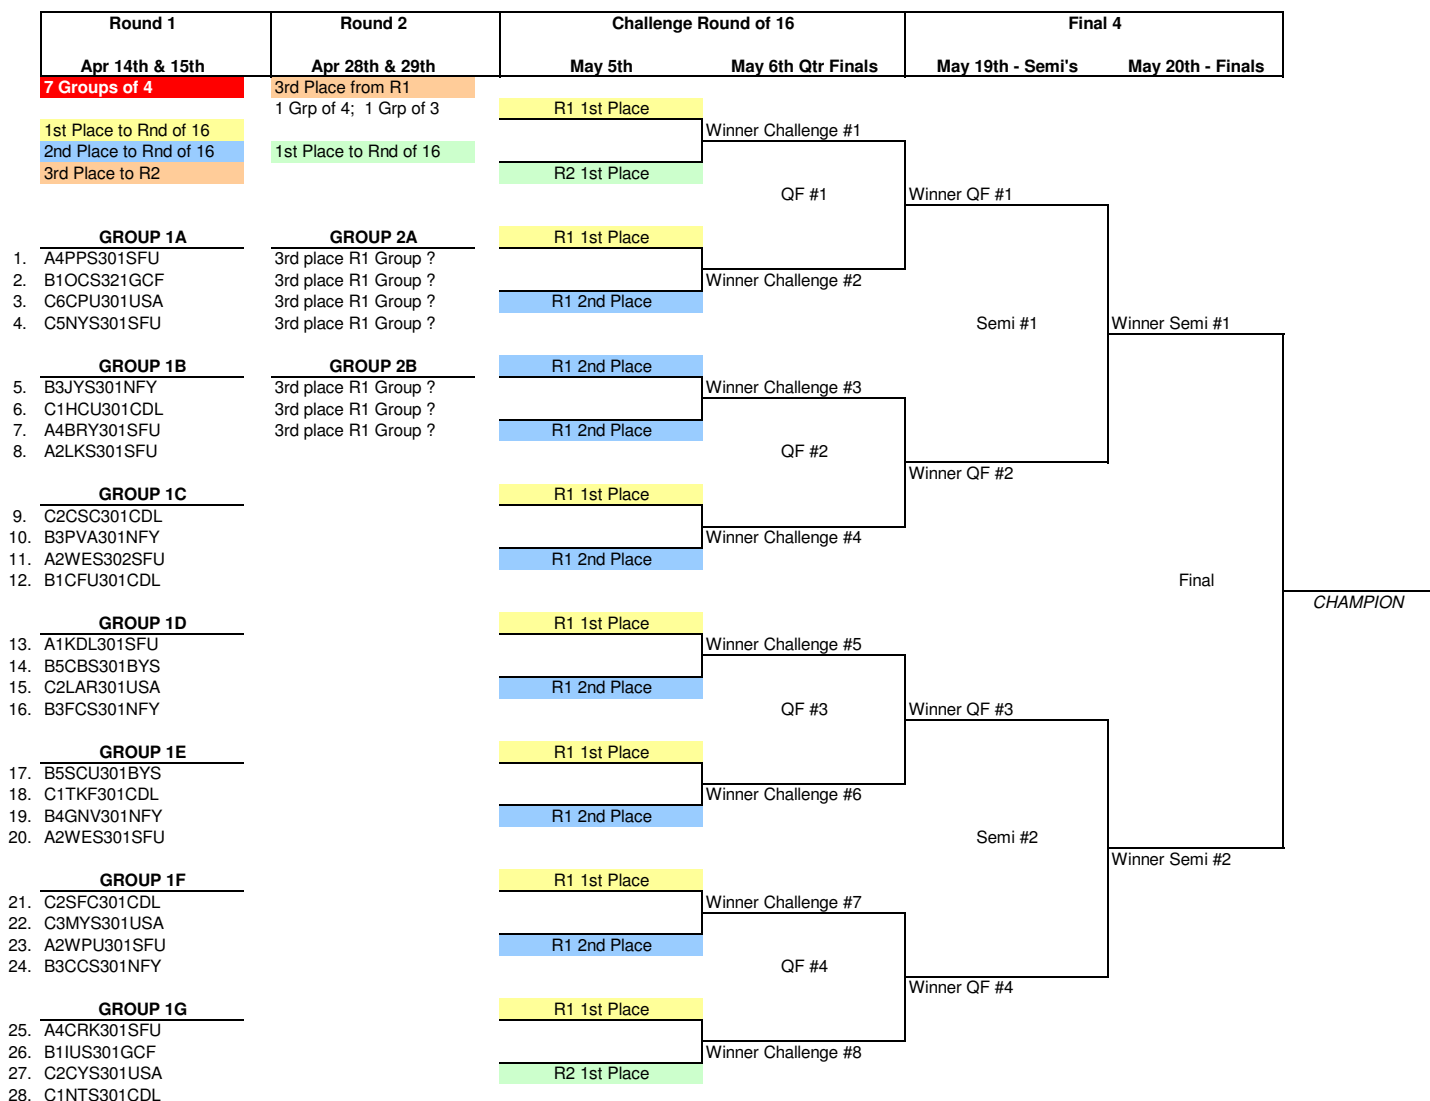 Round 1 Round 2 Challenge Round of 16 Final 4
Apr 14th & 15th Apr 28th & 29th May 5th May 6th Qtr Finals May 19th - Semi's May 20th - Finals
7 Groups of 4 3rd Place from R1
1 Grp of 4; 1 Grp of 3 R1 1st Place
1st Place to Rnd of 16 Winner Challenge #1
2nd Place to Rnd of 16 1st Place to Rnd of 16
3rd Place to R2 R2 1st Place
QF #1 Winner QF #1
GROUP 1A GROUP 2A R1 1st Place
1. A4PPS301SFU 3rd place R1 Group ?
2. B1OCS321GCF 3rd place R1 Group ? Winner Challenge #2
3. C6CPU301USA 3rd place R1 Group ? R1 2nd Place
4. C5NYS301SFU 3rd place R1 Group ? Semi #1 Winner Semi #1
GROUP 1B GROUP 2B R1 2nd Place
5. B3JYS301NFY 3rd place R1 Group ? Winner Challenge #3
6. C1HCU301CDL 3rd place R1 Group ?
7. A4BRY301SFU 3rd place R1 Group ? R1 2nd Place
8. A2LKS301SFU QF #2
Winner QF #2
GROUP 1C R1 1st Place
9. C2CSC301CDL
10. B3PVA301NFY Winner Challenge #4
11. A2WES302SFU R1 2nd Place
12. B1CFU301CDL Final
CHAMPION
GROUP 1D R1 1st Place
13. A1KDL301SFU Winner Challenge #5
14. B5CBS301BYS
15. C2LAR301USA R1 2nd Place
16. B3FCS301NFY QF #3 Winner QF #3
GROUP 1E R1 1st Place
17. B5SCU301BYS
18. C1TKF301CDL Winner Challenge #6
19. B4GNV301NFY R1 2nd Place
20. A2WES301SFU Semi #2
Winner Semi #2
GROUP 1F R1 1st Place
21. C2SFC301CDL Winner Challenge #7
22. C3MYS301USA
23. A2WPU301SFU R1 2nd Place
24. B3CCS301NFY QF #4
Winner QF #4
GROUP 1G R1 1st Place
25. A4CRK301SFU
26. B1IUS301GCF Winner Challenge #8
27. C2CYS301USA R2 1st Place
28. C1NTS301CDL